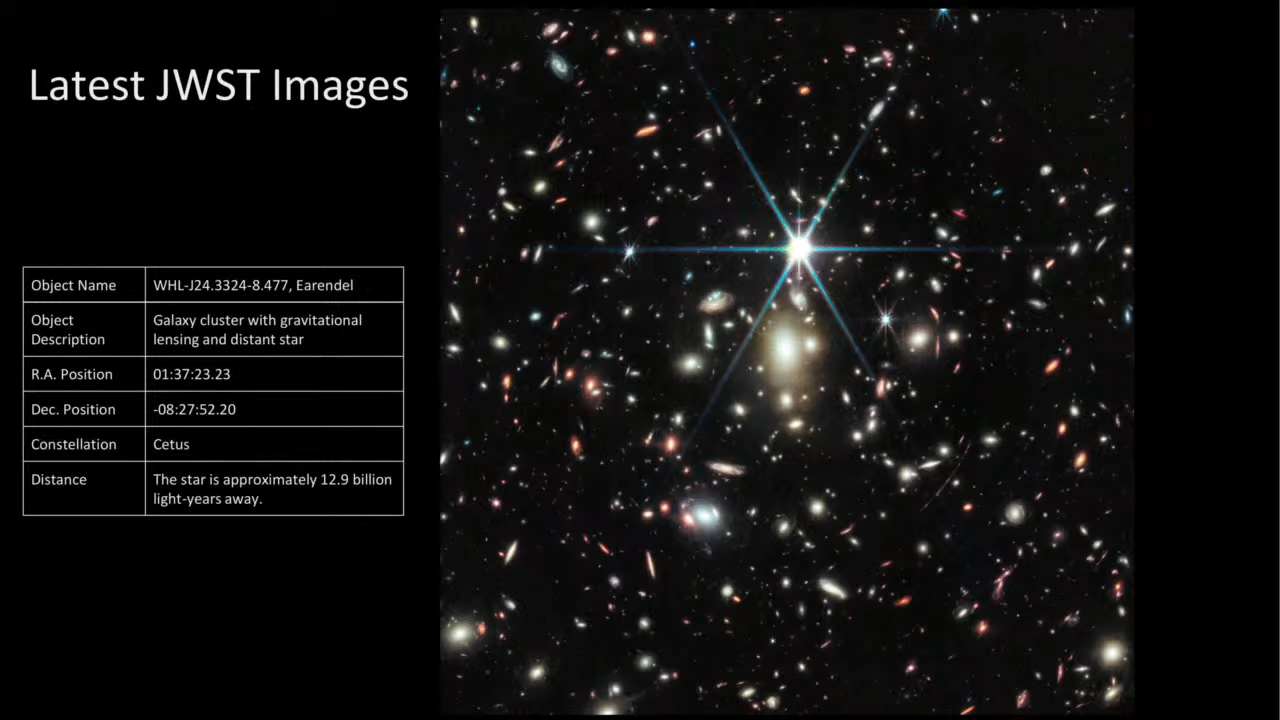 Latest JWST Images
Object Name
WHL-J24.3324-8.477, Earendel
Object
Description
Galaxy cluster with gravitational
lensing and distant star
R.A. Position
01:37:23.23
Dec. Position
-08:27:52.20
Constellation
Cetus
Distance
The star is approximately 12.9 billion
light-years away.